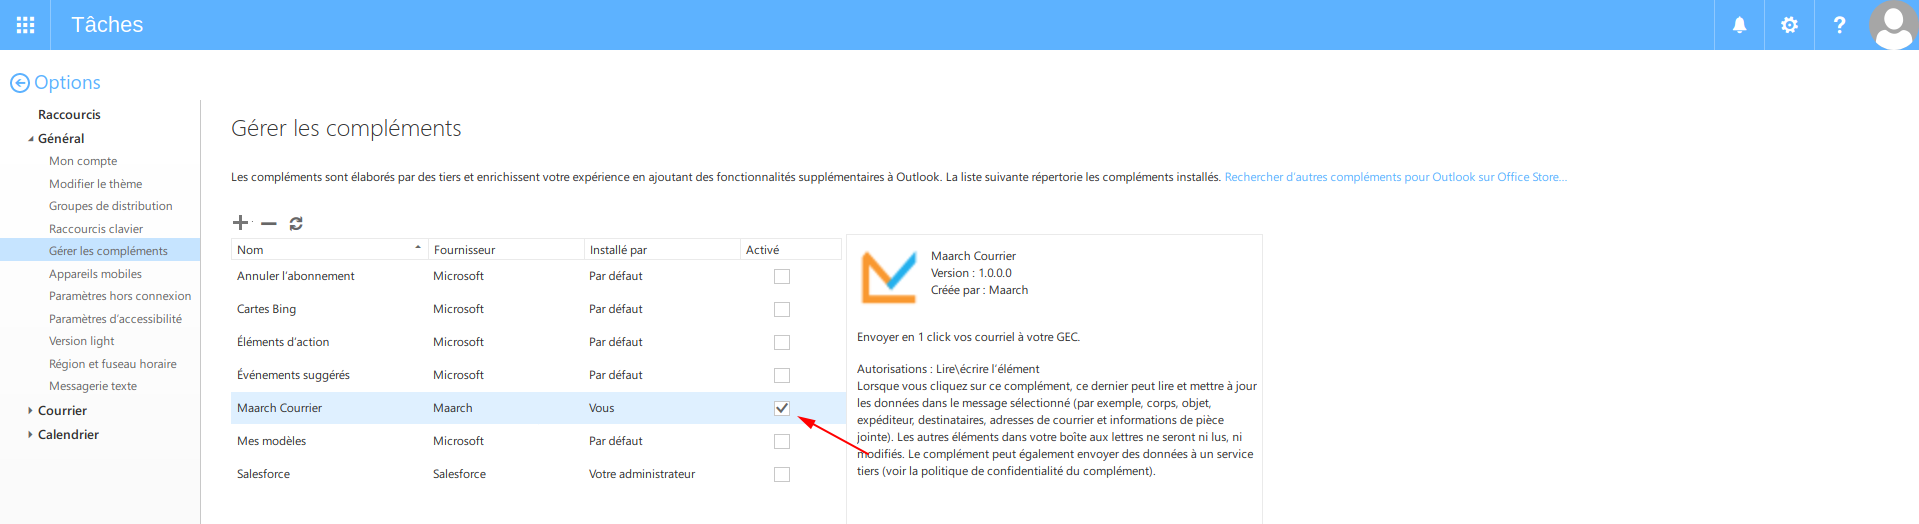 Tâches
?
Options
Raccourcis
Général
Mon compte
Modifier le thème
Groupes de distribution
Raccourcis clavier
Gérer les compléments
Appareils mobiles
Paramètres hors connexion
Paramètres d'accessibilité
Version light
Région et fuseau horaire
Messagerie texte
Courrier
Calendrier
Gérer les compléments
Les compléments sont élaborés par des tiers et enrichissent votre expérience en ajoutant des fonctionnalités supplémentaires à Outlook. La liste suivante répertorie les compléments installés. Rechercher d'autres compléments pour Outlook sur Office Store...
Nom Fournisseur Installé par Activé
Annuler l'abonnement Microsoft Par défaut
Cartes Bing Microsoft Par défaut
Éléments d'action Microsoft Par défaut
Événements suggérés Microsoft Par défaut
Maarch Courrier Maarch Vous
Mes modèles Microsoft Par défaut
Salesforce Salesforce Votre administrateur
Maarch Courrier
Version : 1.0.0.0
Créée par : Maarch
Envoyer en 1 click vos courriel à votre GEC.
Autorisations : Lire\écrire l'élément
Lorsque vous cliquez sur ce complément, ce dernier peut lire et mettre à jour
les données dans le message sélectionné (par exemple, corps, objet,
expéditeur, destinataires, adresses de courrier et informations de pièce
jointe). Les autres éléments dans votre boîte aux lettres ne seront ni lus, ni
modifiés. Le complément peut également envoyer des données à un service
tiers (voir la politique de confidentialité du complément).